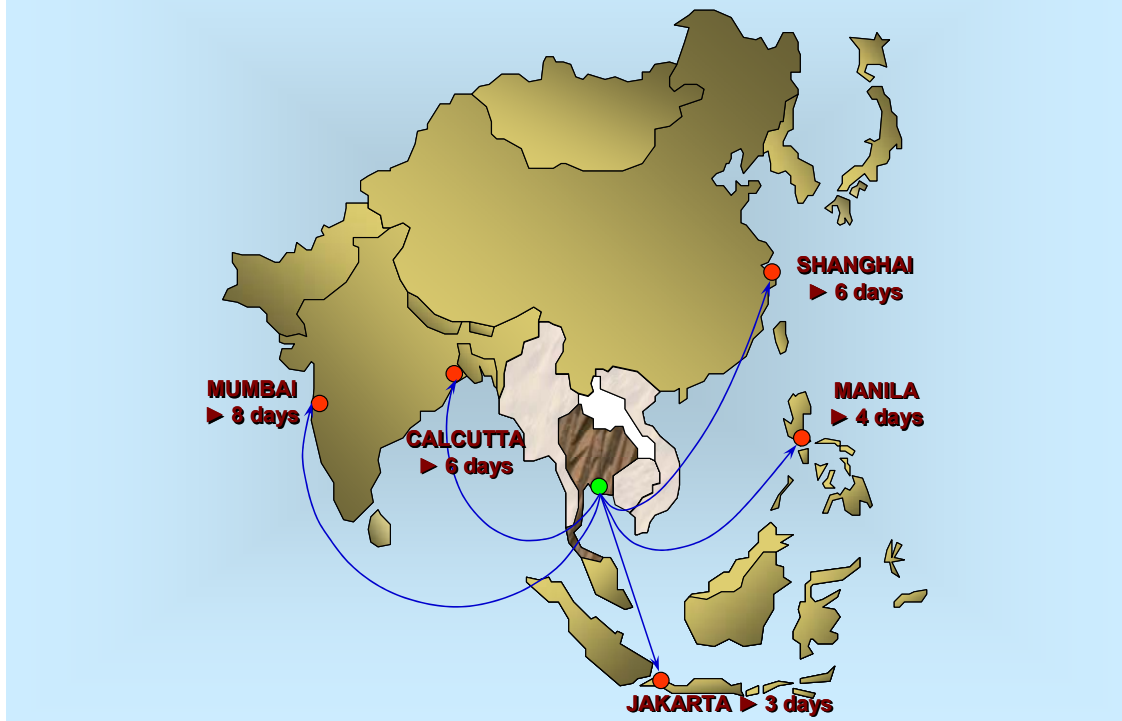 SHANGHAI
► 6 days
MUMBAI
► 8 days
MANILA
► 4 days
CALCUTTA
► 6 days
JAKARTA ► 3 days